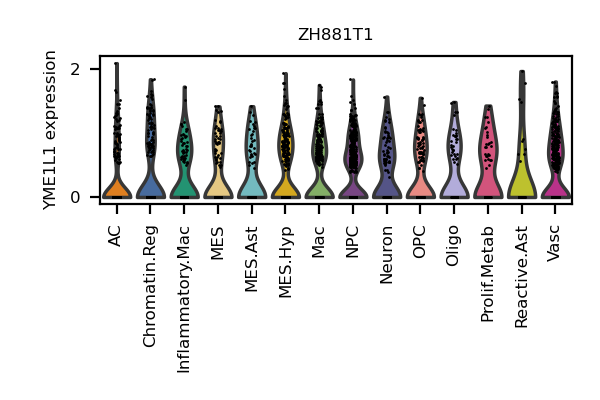 ZH881T1
YME1L1 expression
2
0
AC
Chromatin.Reg
Inflammatory.Mac
MES
MES.Ast
MES.Hyp
Mac
NPC
Neuron
OPC
Oligo
Prolif.Metab
Reactive.Ast
Vasc